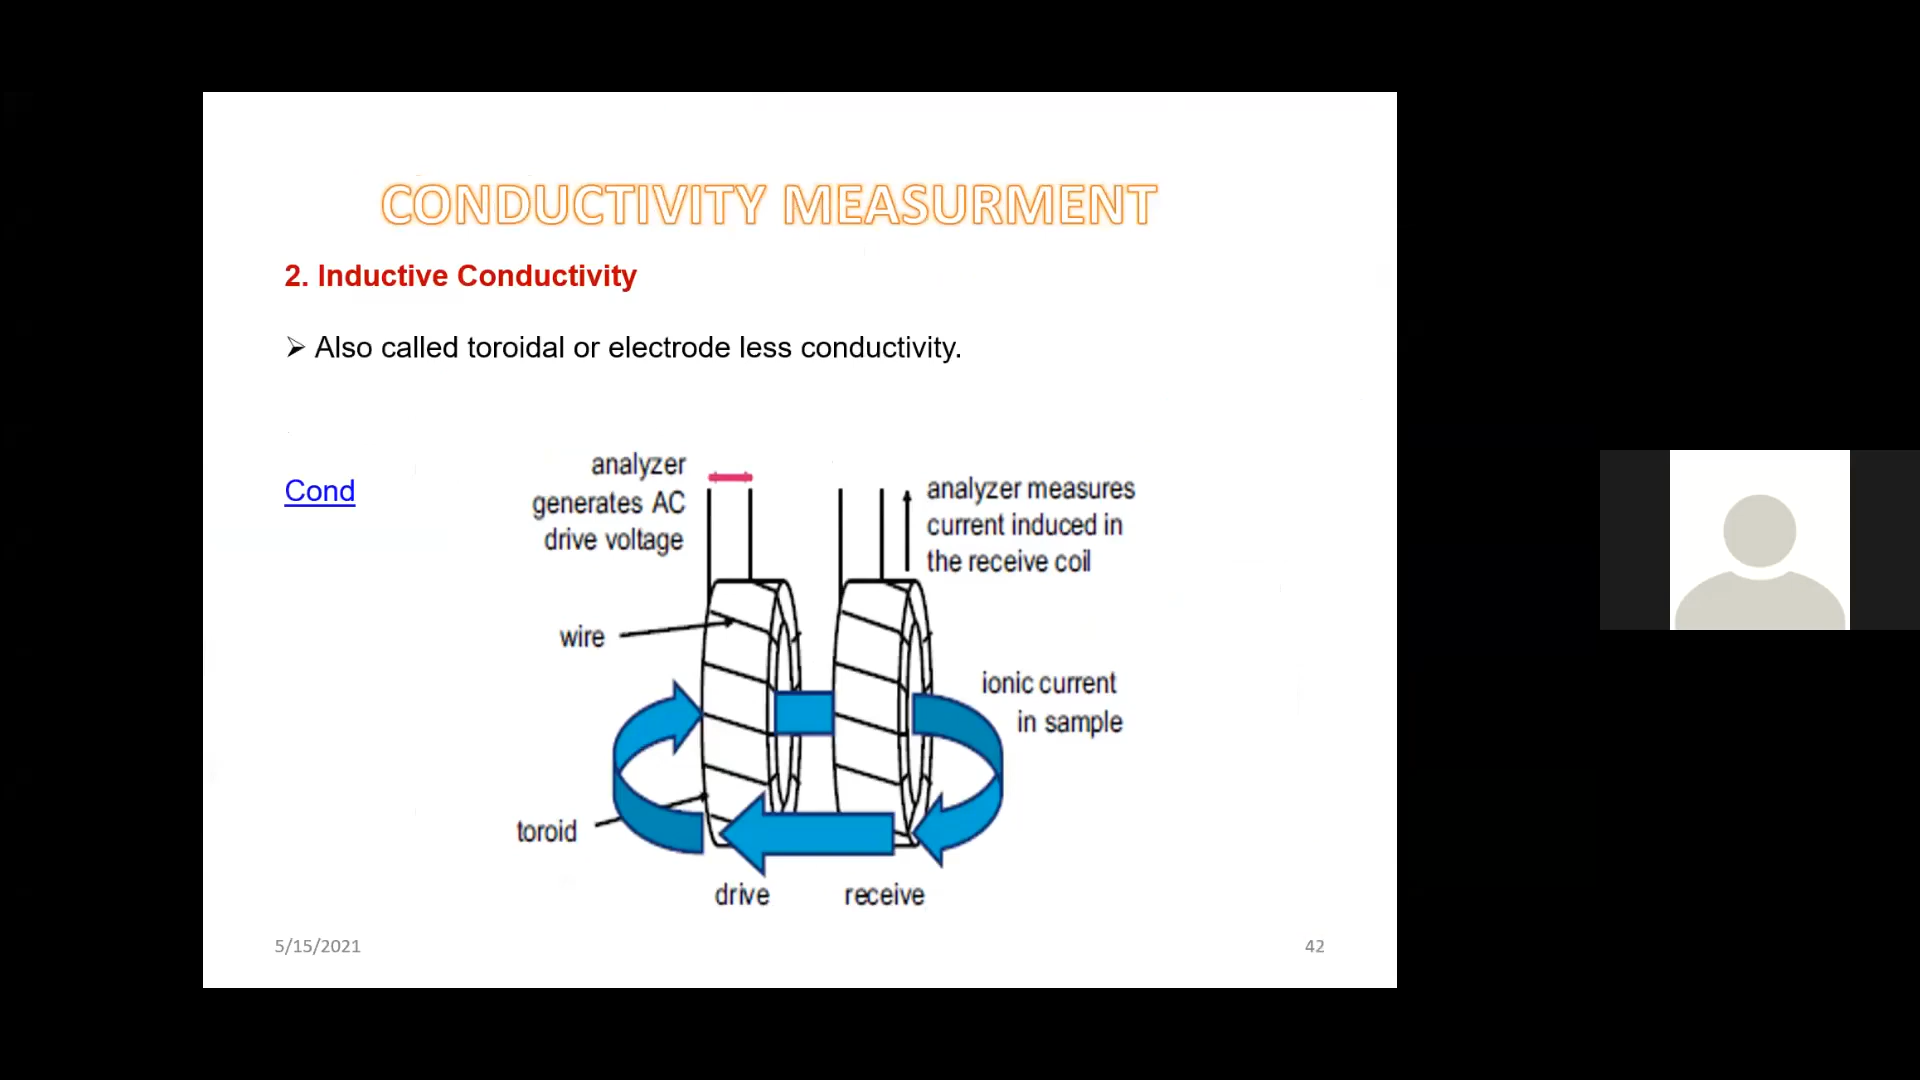 CONDUCTIVITY MEASURMENT
2. Inductive Conductivity
➢ Also called toroidal or electrode less conductivity.
Cond
analyzer
generates AC
drive voltage
analyzer measures
current induced in
the receive coil
wire
ionic current
in sample
toroid
drive
receive
5/15/2021
42